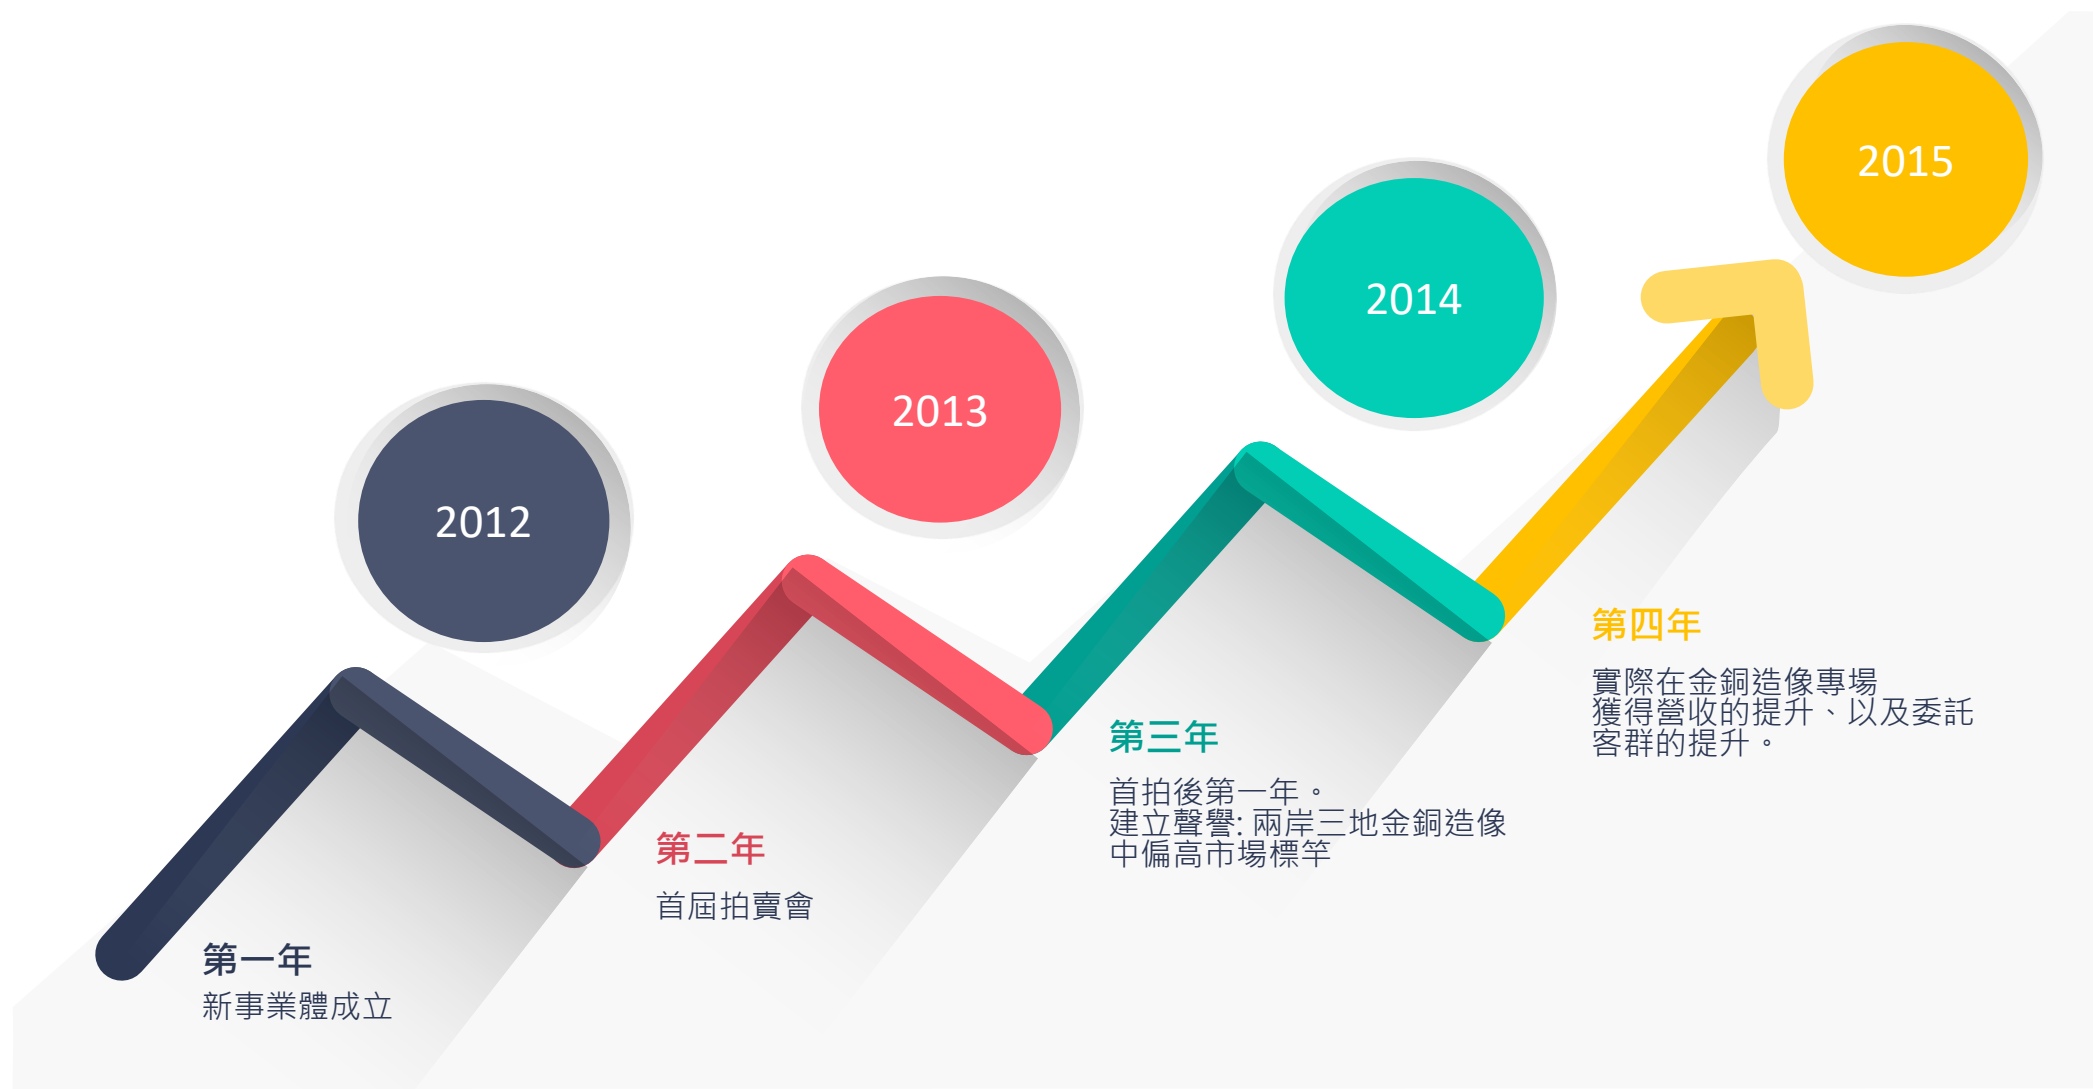 2012
第一年
新事業體成立
2013
第二年
首屆拍賣會
2014
第三年
首拍後第一年。
建立聲譽: 兩岸三地金銅造像
中偏高市場標竿
2015
第四年
實際在金銅造像專場
獲得營收的提升、以及委託
客群的提升。